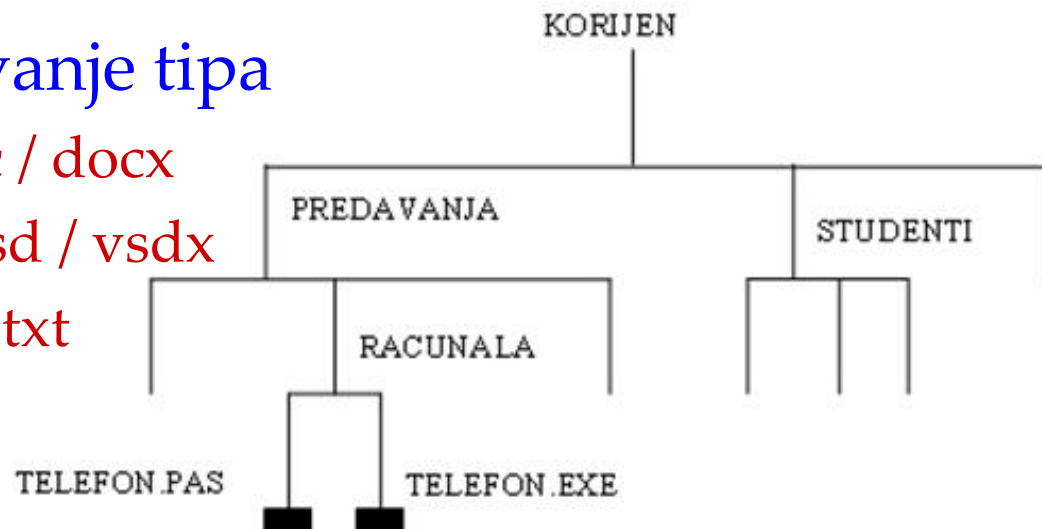 KORIJEN
vanje tipa
/ docx
PREDAVANJA
STUDENTI
sd / vsdx
txt
RACUNALA
TELEFON.PAS
TELEFON.EXE